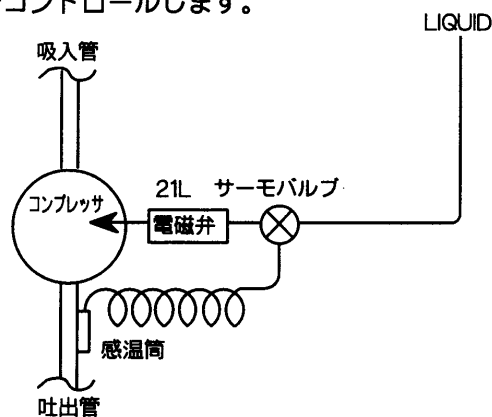 コントロールします。
LIQUID
吸入管
コンプレッサ
21L サーモバルブ
電磁弁
感温筒
吐出管